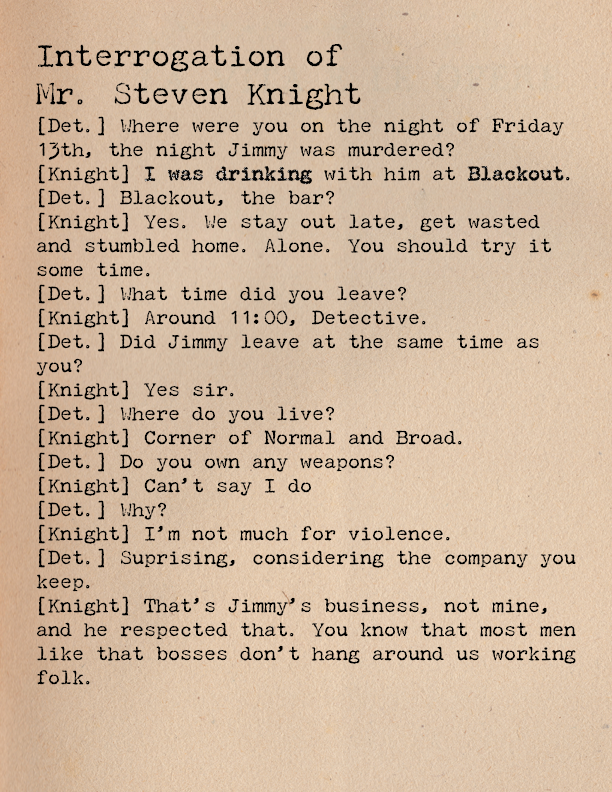 Interrogation of
Mr. Steven Knight
[Det.] Where were you on the night of Friday
13th, the night Jimmy was murdered?
[Knight] I was drinking with him at Blackout.
[Det.] Blackout, the bar?
[Knight] Yes. We stay out late, get wasted
and stumbled home. Alone. You should try it
some time.
[Det.] What time did you leave?
[Knight] Around 11:00, Detective.
[Det.] Did Jimmy leave at the same time as
you?
[Knight] Yes sir.
[Det.] Where do you live?
[Knight] Corner of Normal and Broad.
[Det.] Do you own any weapons?
[Knight] Can't say I do
[Det.] Why?
[Knight] I'm not much for violence.
[Det.] Suprising, considering the company you
keep.
[Knight] That's Jimmy's business, not mine,
and he respected that. You know that most men
like that bosses don't hang around us working
folk.